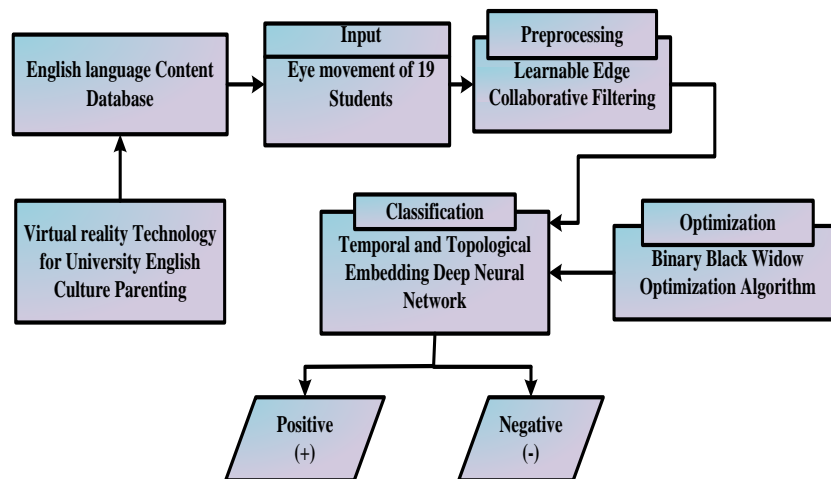 English language Content
Database
Input
Eye movement of 19
Students
Preprocessing
Learnable Edge
Collaborative Filtering
Virtual reality Technology
for University English
Culture Parenting
Classification
Temporal and Topological
Embedding Deep Neural
Network
Optimization
Binary Black Widow
Optimization Algorithm
Positive
(+)
Negative
(-)